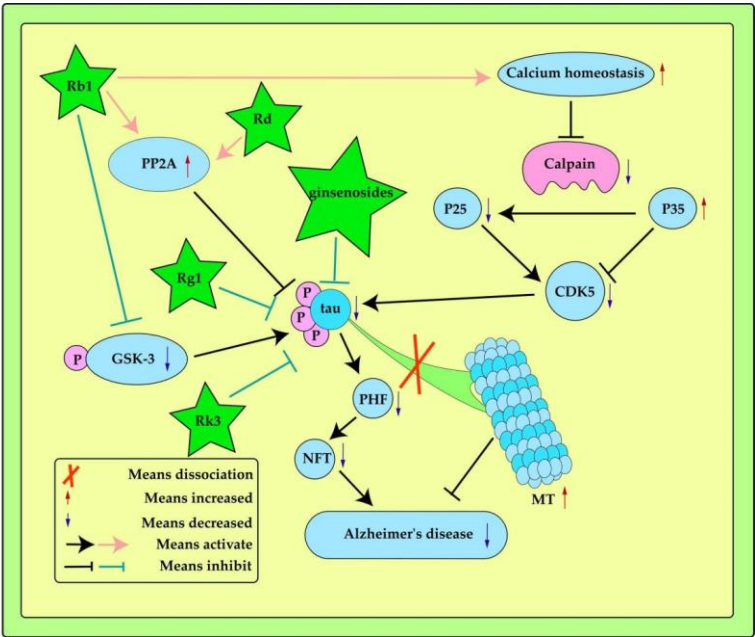 Rb1
Calcium homeostasis
Rd
PP2A
Calpain
ginsenosides
P25
P35
Rg1
P
P
P
tau
CDK5
P
GSK-3
PHF
Rk3
NFT
MT
Alzheimer's disease
Means dissociation
Means increased
Means decreased
Means activate
Means inhibit